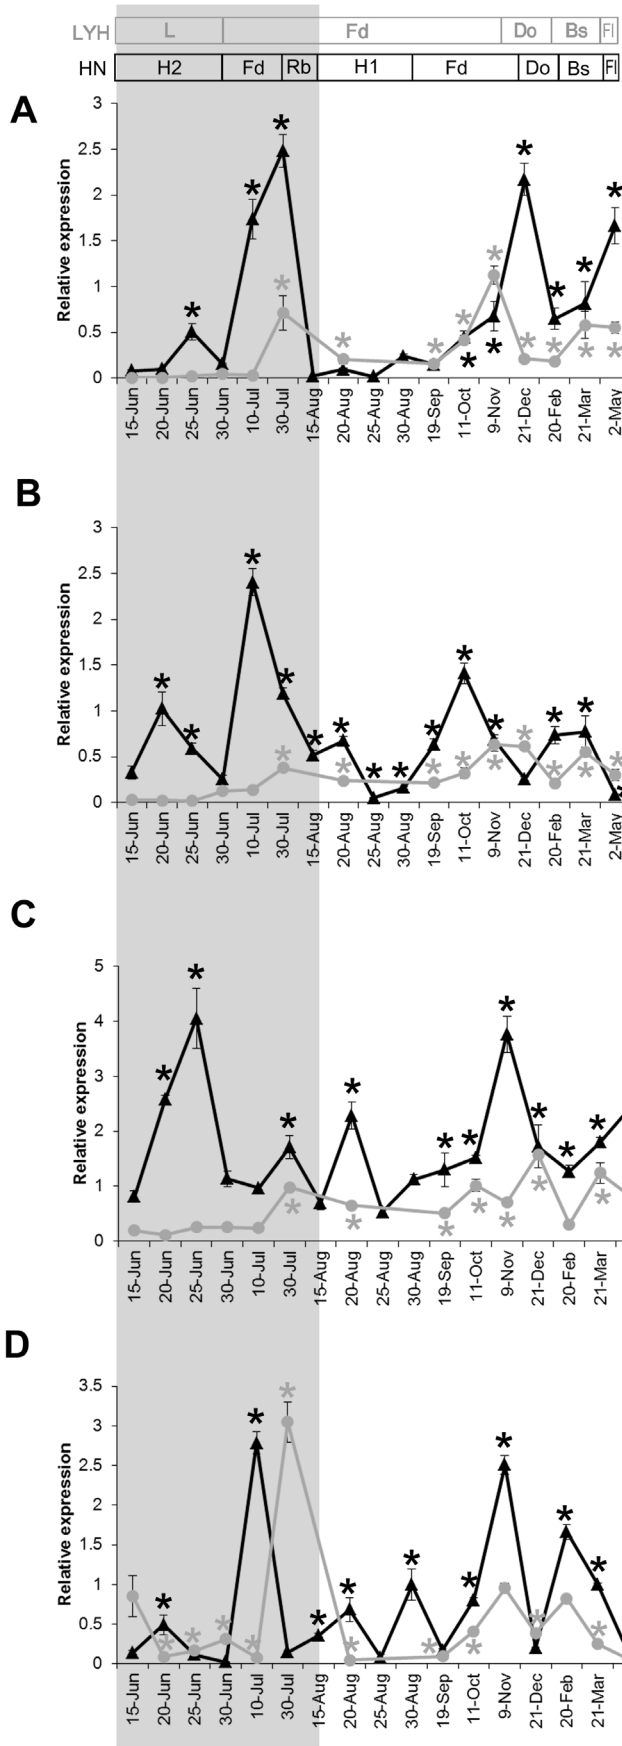 LYH L Fd Do Bs Fl
HN H2 Fd Rb H1 Fd Do Bs Fl
A
Relative expression
3
2.5
2
1.5
1
0.5
0
15-Jun 20-Jun 25-Jun 30-Jun 10-Jul 30-Jul 15-Aug 20-Aug 25-Aug 30-Aug 19-Sep 11-Oct 9-Nov 21-Dec 20-Feb 21-Mar 2-May
B
Relative expression
3
2.5
2
1.5
1
0.5
0
15-Jun 20-Jun 25-Jun 30-Jun 10-Jul 30-Jul 15-Aug 20-Aug 25-Aug 30-Aug 19-Sep 11-Oct 9-Nov 21-Dec 20-Feb 21-Mar 2-May
C
Relative expression
5
4
3
2
1
0
15-Jun 20-Jun 25-Jun 30-Jun 10-Jul 30-Jul 15-Aug 20-Aug 25-Aug 30-Aug 19-Sep 11-Oct 9-Nov 21-Dec 20-Feb 21-Mar
D
Relative expression
3.5
3
2.5
2
1.5
1
0.5
0
15-Jun 20-Jun 25-Jun 30-Jun 10-Jul 30-Jul 15-Aug 20-Aug 25-Aug 30-Aug 19-Sep 11-Oct 9-Nov 21-Dec 20-Feb 21-Mar